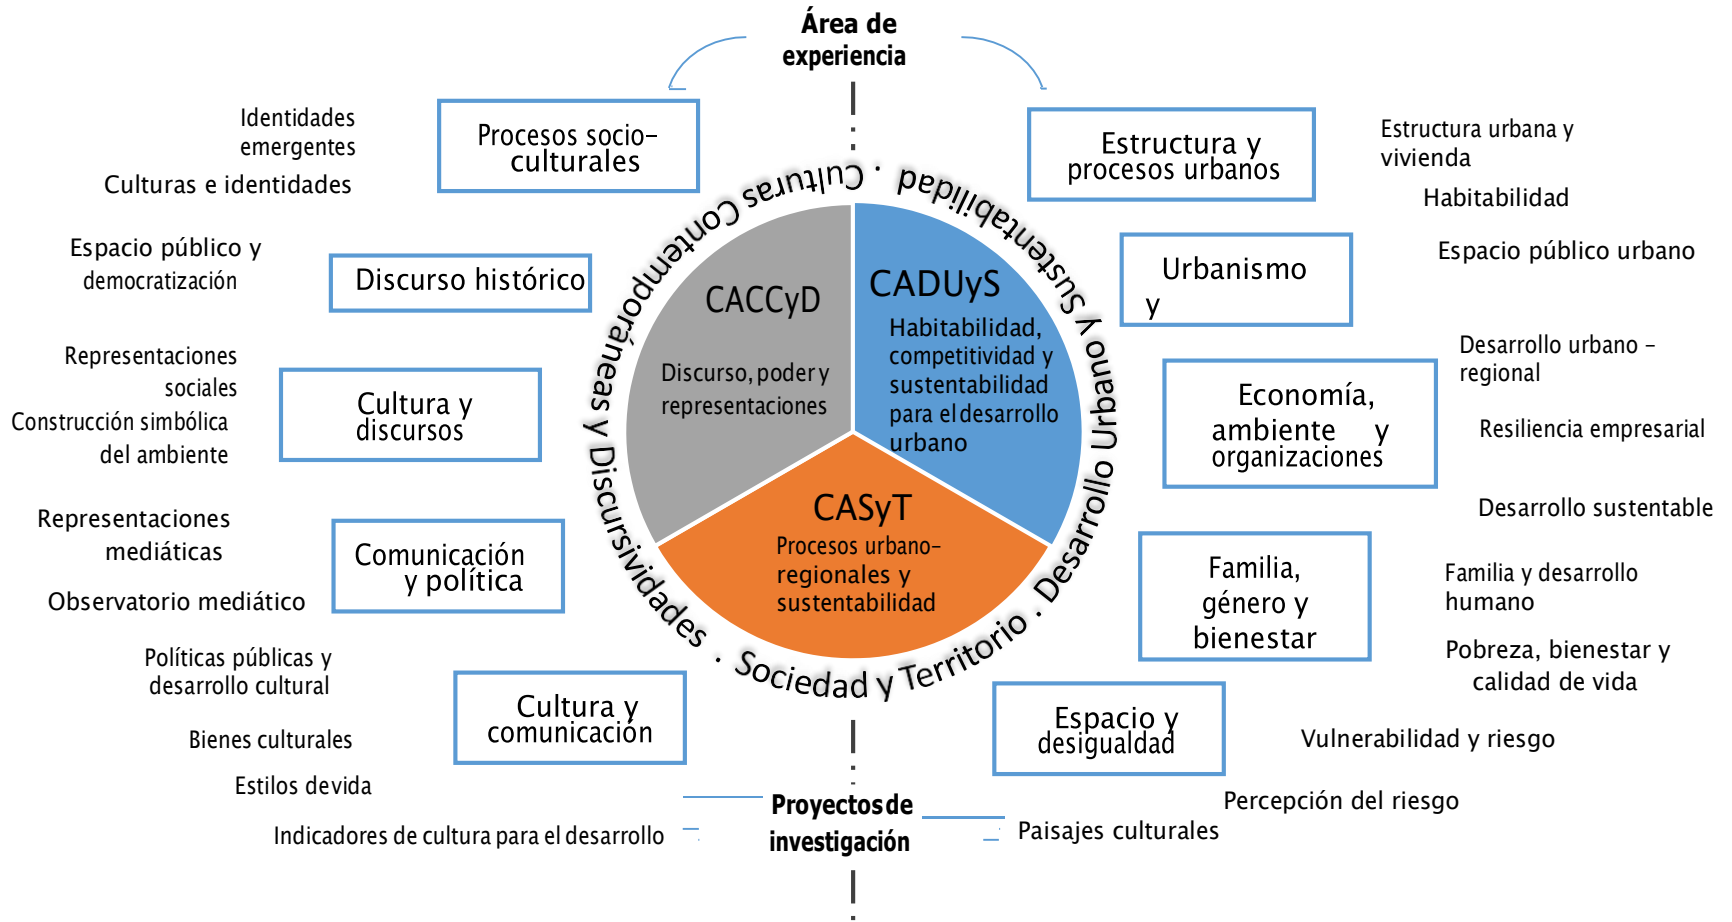 Área de
experiencia
Identidades
emergentes
Culturas e identidades
Espacio público y
democratización
Representaciones
sociales
Construcción simbólica
del ambiente
Representaciones
mediáticas
Observatorio mediático
Políticas públicas y
desarrollo cultural
Bienes culturales
Estilos de vida
Indicadores de cultura para el desarrollo
Procesos socio-
culturales
Discurso histórico
Cultura y
discursos
Comunicación
y política
Cultura y
comunicación
Culturas Contemporáneas y Discursividades .
Sociedad y Territorio .
Desarrollo Urbano y Sustentabilidad .
CACCyD
Discurso, poder y
representaciones
CADUyS
Habitabilidad,
competitividad y
sustentabilidad
para el desarrollo
urbano
CASyT
Procesos urbano-
regionales y
sustentabilidad
Estructura y
procesos urbanos
Urbanismo
y
Economía,
ambiente y
organizaciones
Familia,
género y
bienestar
Espacio y
desigualdad
Estructura urbana y
vivienda
Habitabilidad
Espacio público urbano
Desarrollo urbano –
regional
Resiliencia empresarial
Desarrollo sustentable
Familia y desarrollo
humano
Pobreza, bienestar y
calidad de vida
Vulnerabilidad y riesgo
Percepción del riesgo
Paisajes culturales
Proyectos de
investigación